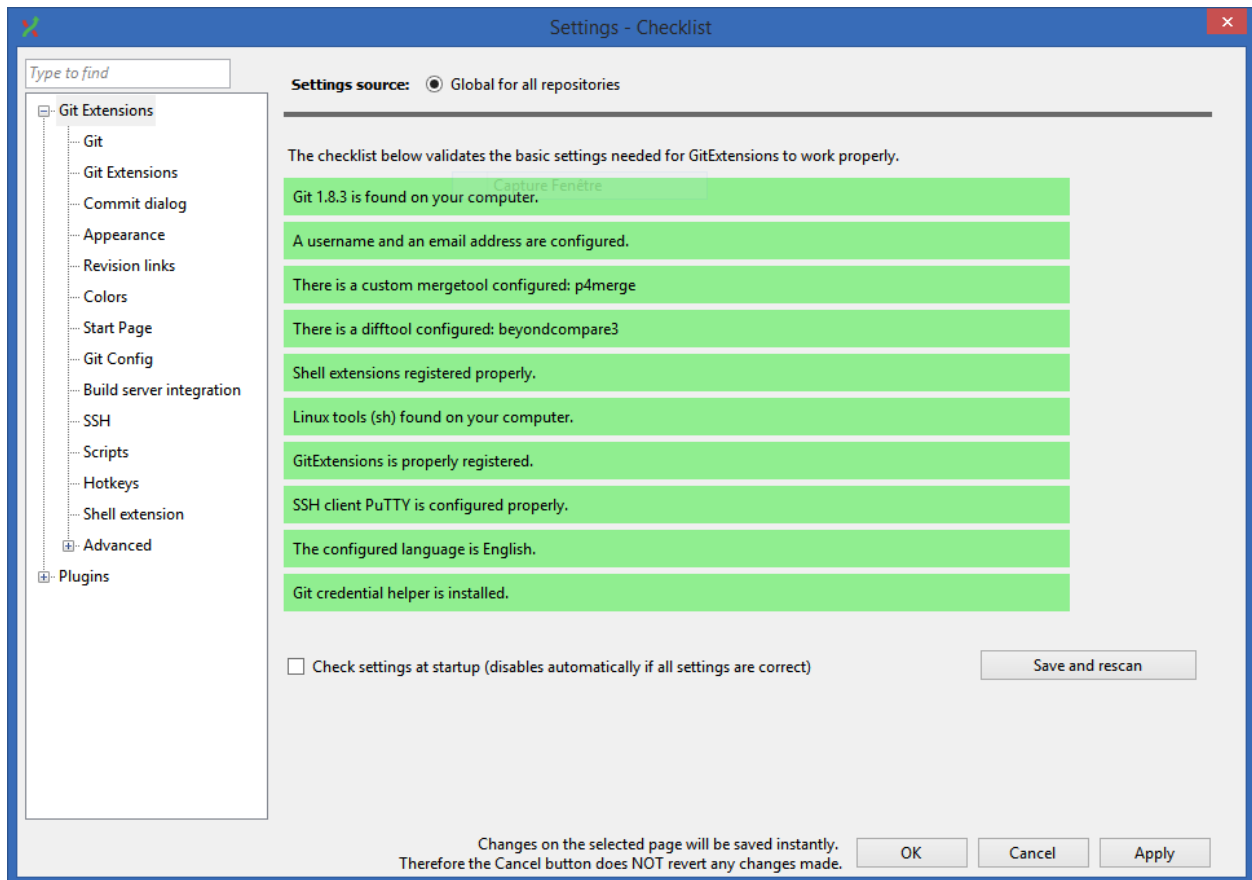 Settings - Checklist
Type to find
Settings source: Global for all repositories
Git Extensions
Git
Git Extensions
Commit dialog
Appearance
Revision links
Colors
Start Page
Git Config
Build server integration
SSH
Scripts
Hotkeys
Shell extension
Advanced
Plugins
The checklist below validates the basic settings needed for GitExtensions to work properly.
Capture Fenêtre
Git 1.8.3 is found on your computer.
A username and an email address are configured.
There is a custom mergetool configured: p4merge
There is a difftool configured: beyondcompare3
Shell extensions registered properly.
Linux tools (sh) found on your computer.
GitExtensions is properly registered.
SSH client PuTTY is configured properly.
The configured language is English.
Git credential helper is installed.
Check settings at startup (disables automatically if all settings are correct)
Save and rescan
Changes on the selected page will be saved instantly.
Therefore the Cancel button does NOT revert any changes made.
OK
Cancel
Apply